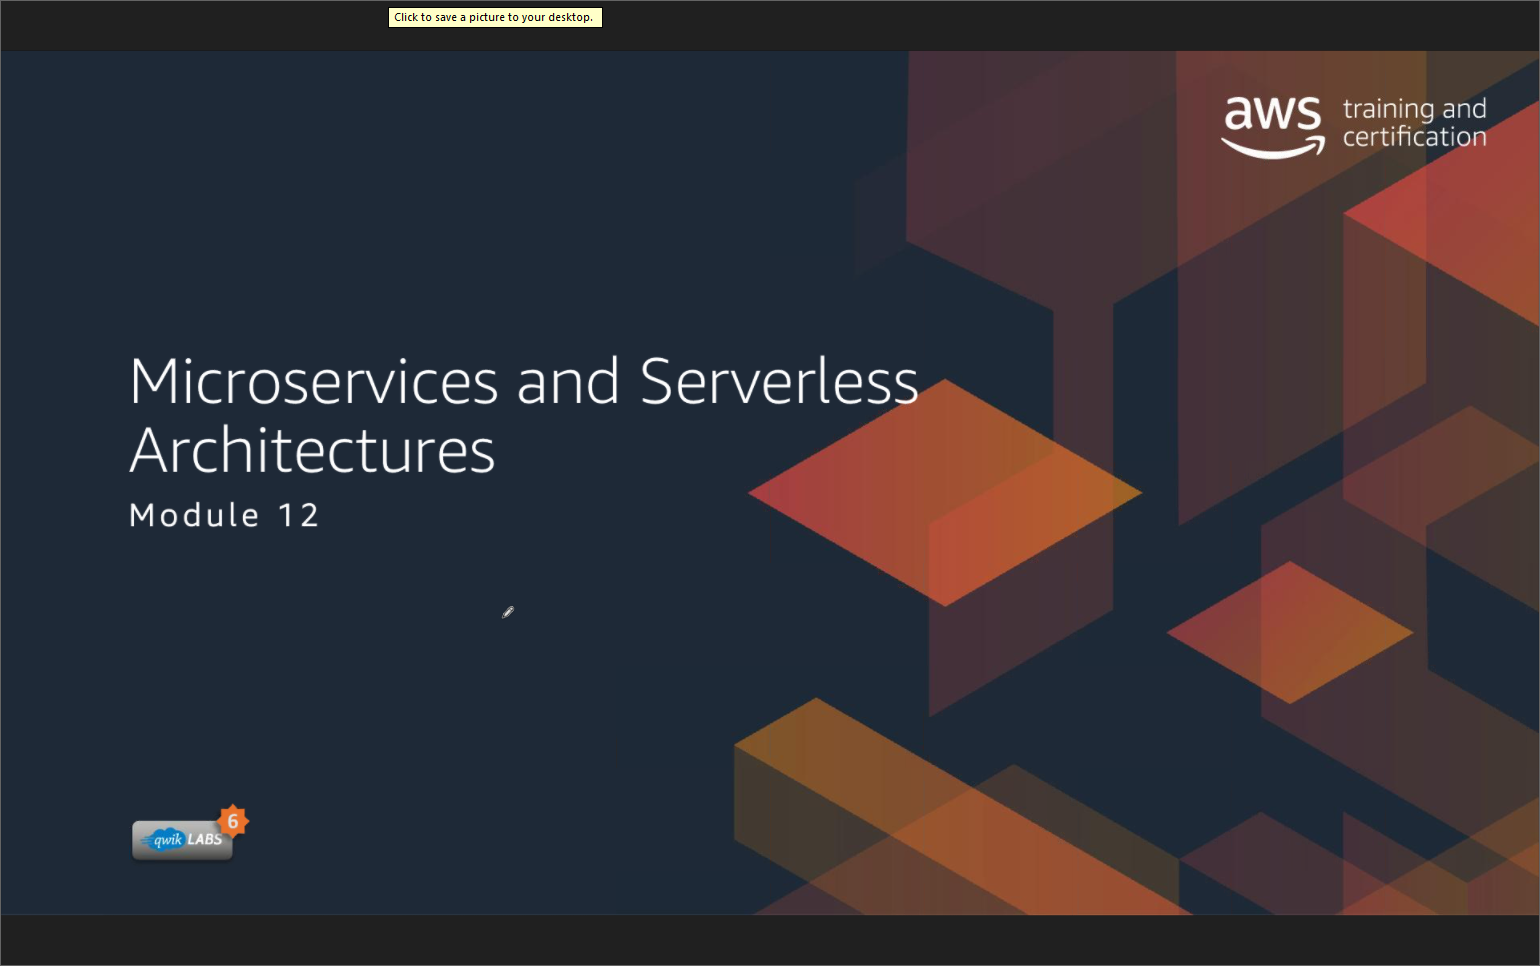 Click to save a picture to your desktop.
aws training and
certification
Microservices and Serverless
Architectures
Module 12
6
qwik LABS